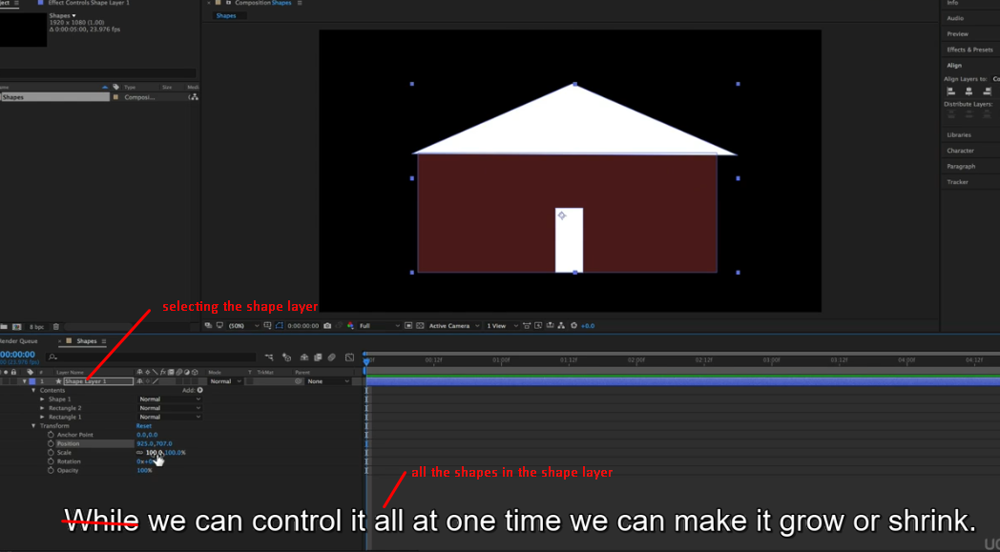 Effect Controls Shape Layer 1
Composition Shapes
Info
Shapes
1920 x 1080 (1.00)
Δ 0:00:05:00, 23.976 fps
Shapes
Audio
Preview
Effects & Presets
Align
Align Layers to:
Type Size
Shapes Composi...
Distribute Layers:
Libraries
Character
Paragraph
Tracker
selecting the shape layer
8 bpc
(50%) 0:00:00:00 Full Active Camera 1 View +0.0
Render Queue Shapes
00:00:00
# Layer Name Mode T TrkMat Parent
00:12f 01:00f 01:12f 02:00f 02:12f 03:00f 03:12f 04:00f 04:12f
1 Shape Layer 1 Normal None
Contents Add:
Shape 1 Normal
Rectangle 2 Normal
Rectangle 1 Normal
Transform Reset
Anchor Point 0.0,0.0
Position 925.0,707.0
Scale 100.0,100.0%
Rotation
Opacity 100%
all the shapes in the shape layer
While we can control it all at one time we can make it grow or shrink.